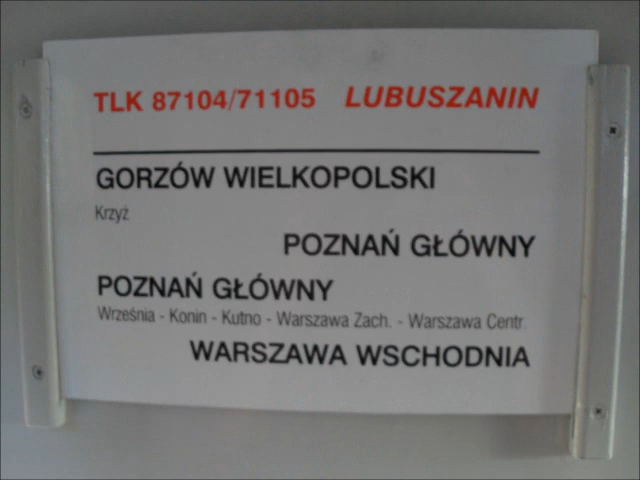 TLK 87104/71105 LUBUSZANIN
GORZÓW WIELKOPOLSKI
Krzyż
POZNAŃ GŁÓWNY
POZNAŃ GŁÓWNY
Września - Konin - Kutno - Warszawa Zach. - Warszawa Centr.
WARSZAWA WSCHODNIA